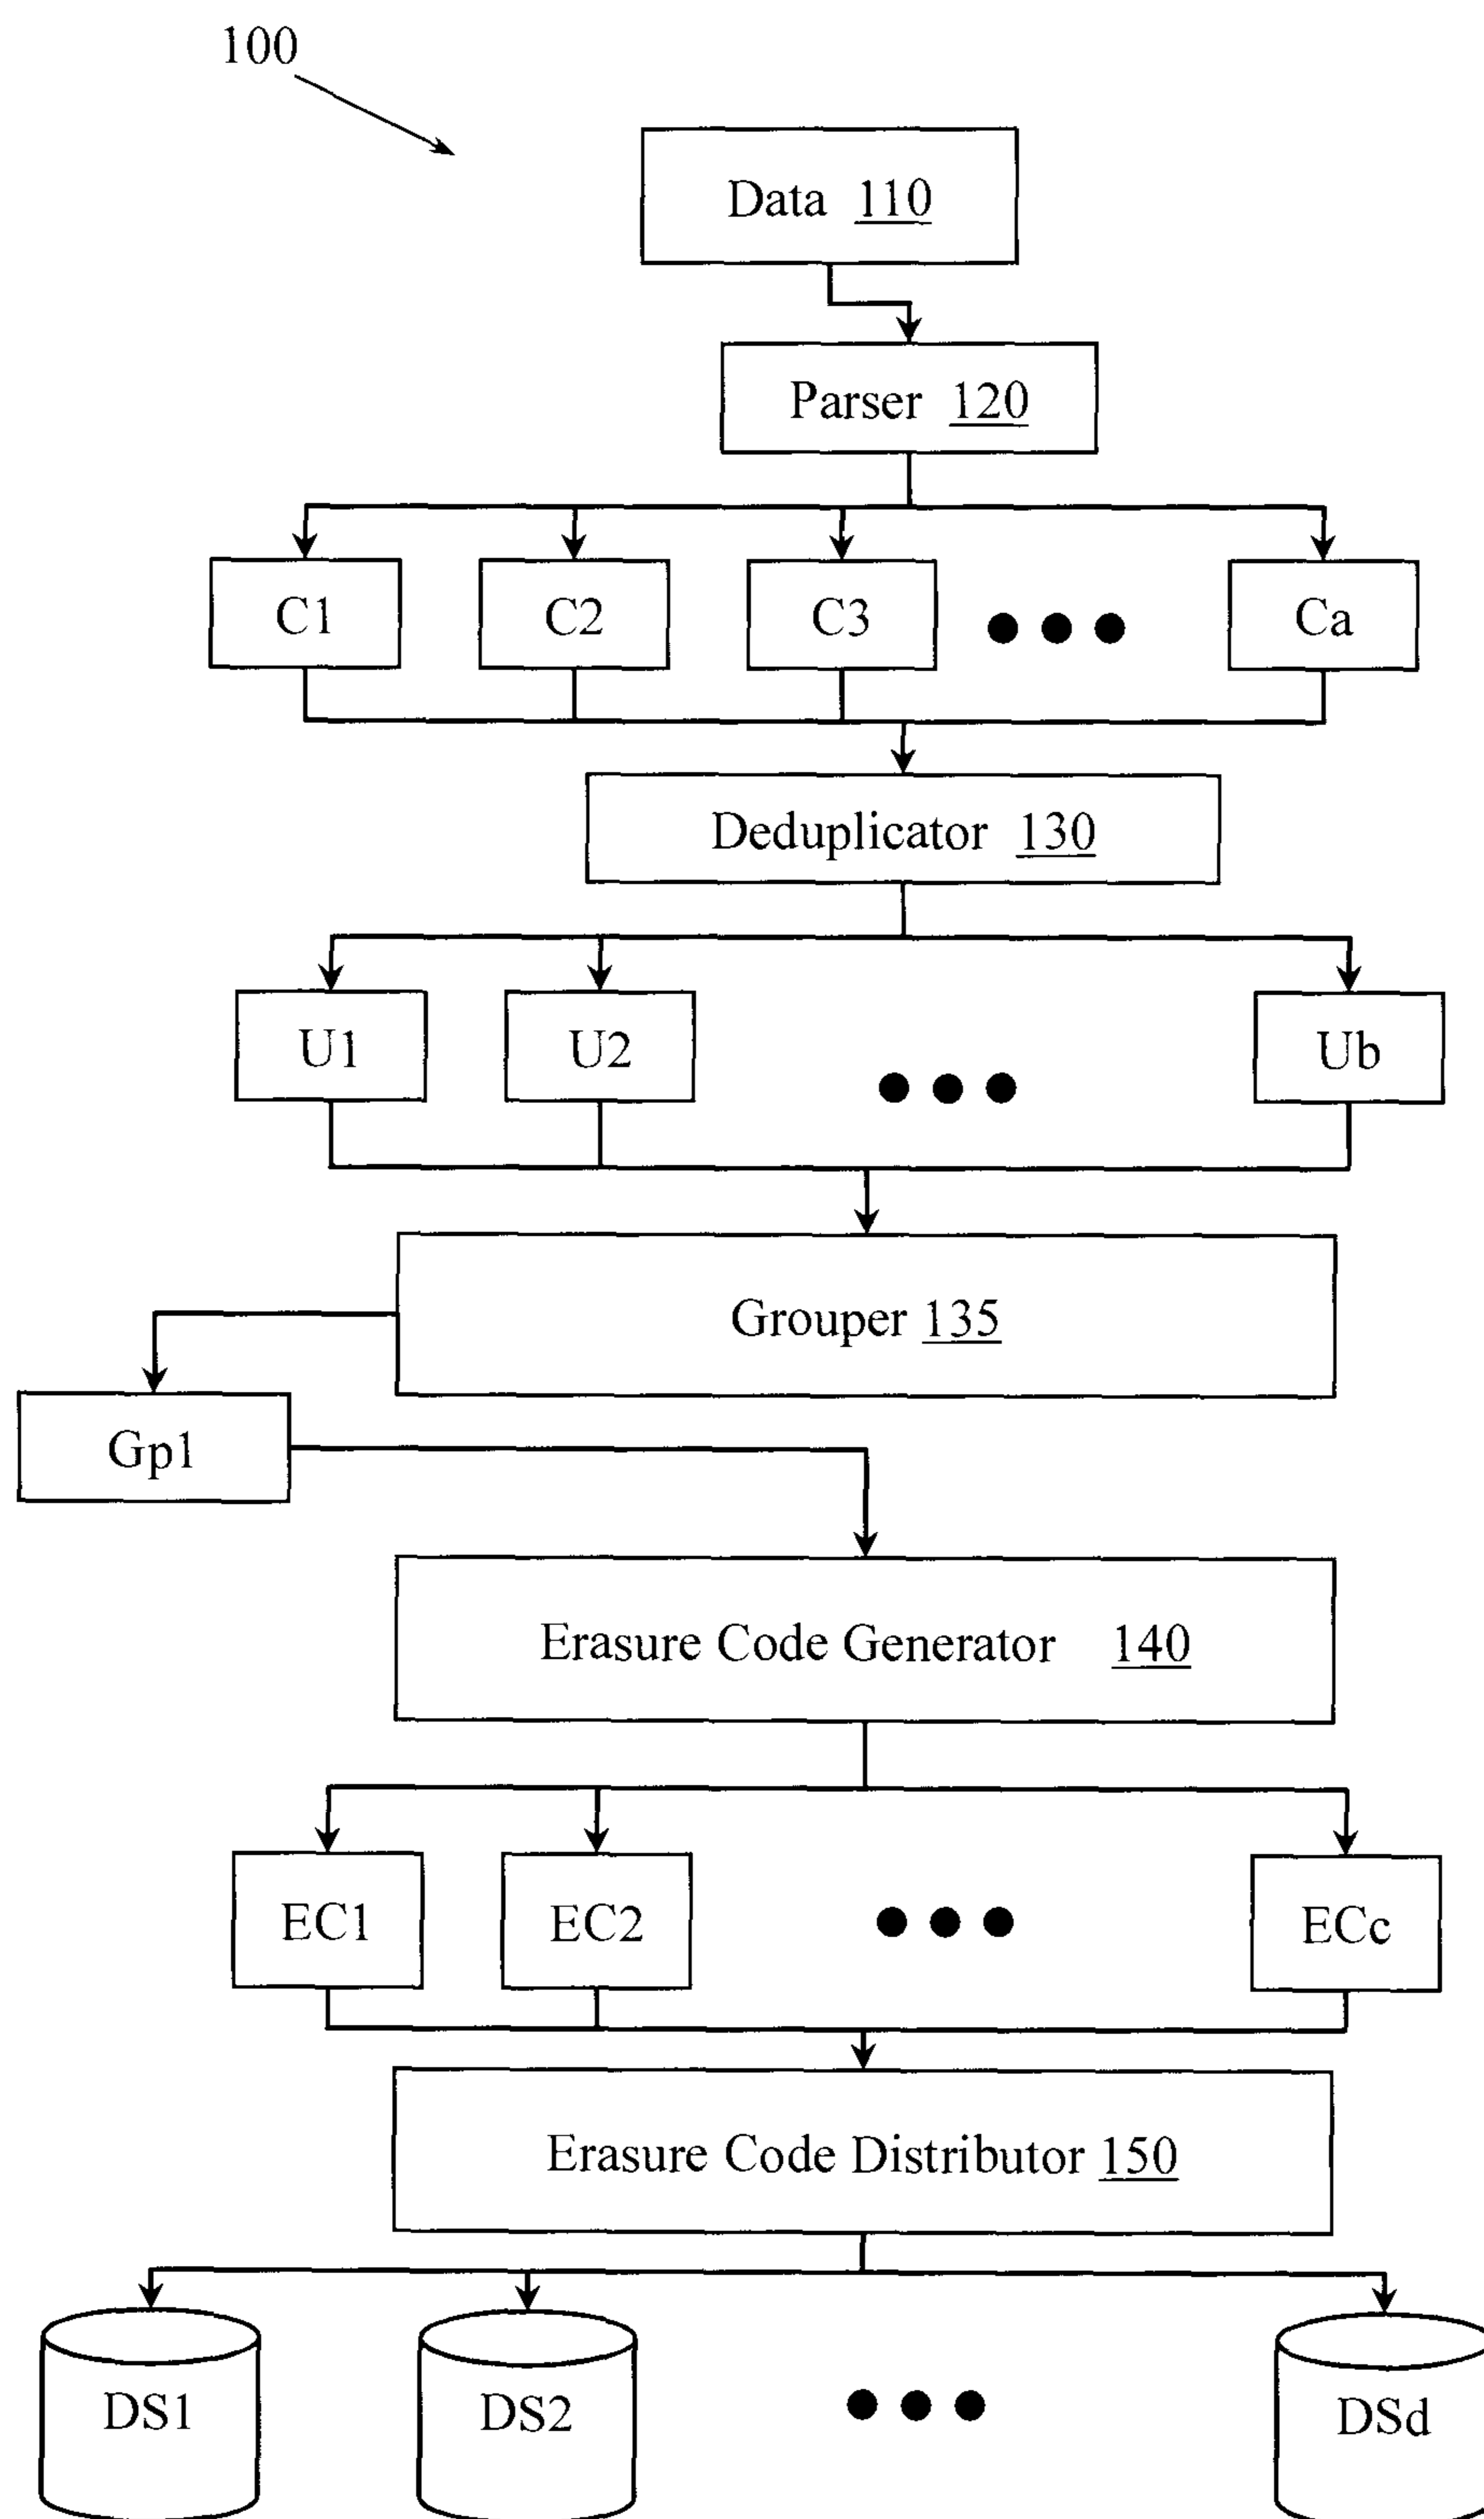 100
Data 110
Parser 120
C1 C2 C3 Ca
Deduplicator 130
U1 U2 Ub
Grouper 135
Gp1
Erasure Code Generator 140
EC1 EC2 ECc
Erasure Code Distributor 150
DS1 DS2 DSd